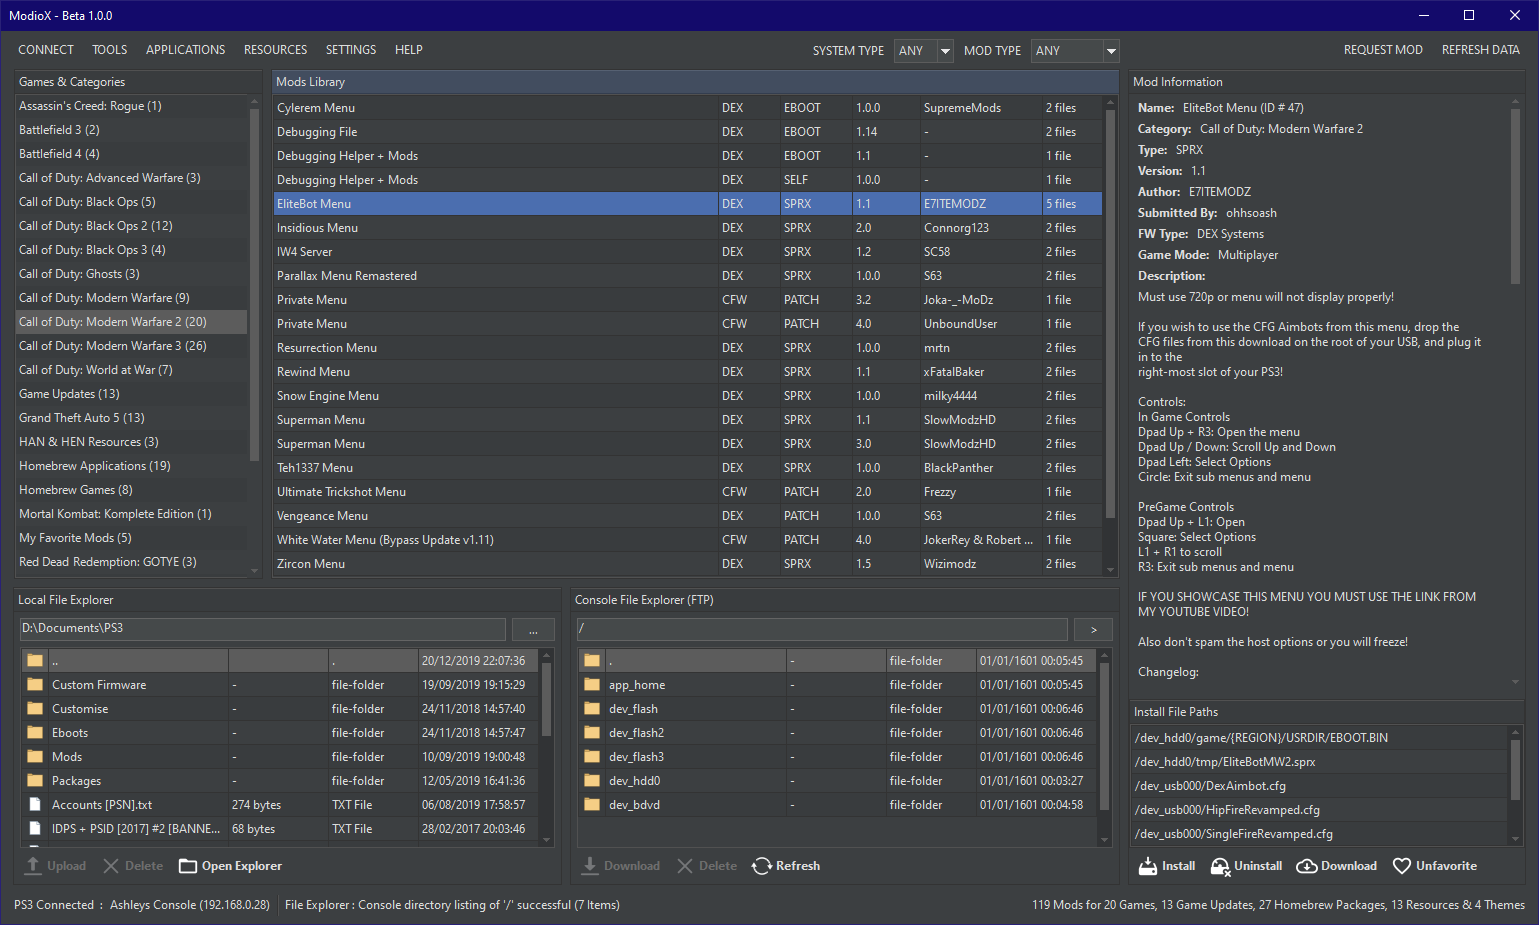 ModioX - Beta 1.0.0
CONNECT TOOLS APPLICATIONS RESOURCES SETTINGS HELP SYSTEM TYPE ANY MOD TYPE ANY REQUEST MOD REFRESH DATA
Games & Categories
Assassin's Creed: Rogue (1)
Battlefield 3 (2)
Battlefield 4 (4)
Call of Duty: Advanced Warfare (3)
Call of Duty: Black Ops (5)
Call of Duty: Black Ops 2 (12)
Call of Duty: Black Ops 3 (4)
Call of Duty: Ghosts (3)
Call of Duty: Modern Warfare (9)
Call of Duty: Modern Warfare 2 (20)
Call of Duty: Modern Warfare 3 (26)
Call of Duty: World at War (7)
Game Updates (13)
Grand Theft Auto 5 (13)
HAN & HEN Resources (3)
Homebrew Applications (19)
Homebrew Games (8)
Mortal Kombat: Komplete Edition (1)
My Favorite Mods (5)
Red Dead Redemption: GOTYE (3)
Mods Library
Cylerem Menu DEX EBOOT 1.0.0 SupremeMods 2 files
Debugging File DEX EBOOT 1.14 - 2 files
Debugging Helper + Mods DEX EBOOT 1.1 - 1 file
Debugging Helper + Mods DEX SELF 1.0.0 - 1 file
EliteBot Menu DEX SPRX 1.1 E7ITEMODZ 5 files
Insidious Menu DEX SPRX 2.0 Connorg123 2 files
IW4 Server DEX SPRX 1.2 SC58 2 files
Parallax Menu Remastered DEX SPRX 1.0.0 S63 2 files
Private Menu CFW PATCH 3.2 Joka-_-MoDz 1 file
Private Menu CFW PATCH 4.0 UnboundUser 1 file
Resurrection Menu DEX SPRX 1.0.0 mrtn 2 files
Rewind Menu DEX SPRX 1.1 xFatalBaker 2 files
Snow Engine Menu DEX SPRX 1.0.0 milky4444 2 files
Superman Menu DEX SPRX 1.1 SlowModzHD 2 files
Superman Menu DEX SPRX 3.0 SlowModzHD 2 files
Teh1337 Menu DEX SPRX 1.0.0 BlackPanther 2 files
Ultimate Trickshot Menu CFW PATCH 2.0 Frezzy 1 file
Vengeance Menu DEX PATCH 1.0.0 S63 2 files
White Water Menu (Bypass Update v1.11) CFW PATCH 4.0 JokerRey & Robert ... 1 file
Zircon Menu DEX SPRX 1.5 Wizimodz 2 files
Mod Information
Name: EliteBot Menu (ID # 47)
Category: Call of Duty: Modern Warfare 2
Type: SPRX
Version: 1.1
Author: E7ITEMODZ
Submitted By: ohhsoash
FW Type: DEX Systems
Game Mode: Multiplayer
Description:
Must use 720p or menu will not display properly!
If you wish to use the CFG Aimbots from this menu, drop the
CFG files from this download on the root of your USB, and plug it
in to the
right-most slot of your PS3!
Controls:
In Game Controls
Dpad Up + R3: Open the menu
Dpad Up / Down: Scroll Up and Down
Dpad Left: Select Options
Circle: Exit sub menus and menu
PreGame Controls
Dpad Up + L1: Open
Square: Select Options
L1 + R1 to scroll
R3: Exit sub menus and menu
IF YOU SHOWCASE THIS MENU YOU MUST USE THE LINK FROM
MY YOUTUBE VIDEO!
Also don't spam the host options or you will freeze!
Changelog:
Local File Explorer
D:\Documents\PS3 ...
.. . 20/12/2019 22:07:36
Custom Firmware - file-folder 19/09/2019 19:15:29
Customise - file-folder 24/11/2018 14:57:40
Eboots - file-folder 24/11/2018 14:57:47
Mods - file-folder 10/09/2019 19:00:48
Packages - file-folder 12/05/2019 16:41:36
Accounts [PSN].txt 274 bytes TXT File 06/08/2019 17:58:57
IDPS + PSID [2017] #2 [BANNE... 68 bytes TXT File 28/02/2017 20:03:46
Upload Delete Open Explorer
Console File Explorer (FTP)
/ >
. - file-folder 01/01/1601 00:05:45
app_home - file-folder 01/01/1601 00:05:45
dev_flash - file-folder 01/01/1601 00:06:46
dev_flash2 - file-folder 01/01/1601 00:06:46
dev_flash3 - file-folder 01/01/1601 00:06:46
dev_hdd0 - file-folder 01/01/1601 00:03:27
dev_bdvd - file-folder 01/01/1601 00:04:58
Download Delete Refresh
Install File Paths
/dev_hdd0/game/{REGION}/USRDIR/EBOOT.BIN
/dev_hdd0/tmp/EliteBotMW2.sprx
/dev_usb000/DexAimbot.cfg
/dev_usb000/HipFireRevamped.cfg
/dev_usb000/SingleFireRevamped.cfg
Install Uninstall Download Unfavorite
PS3 Connected : Ashleys Console (192.168.0.28) File Explorer : Console directory listing of '/' successful (7 Items) 119 Mods for 20 Games, 13 Game Updates, 27 Homebrew Packages, 13 Resources & 4 Themes